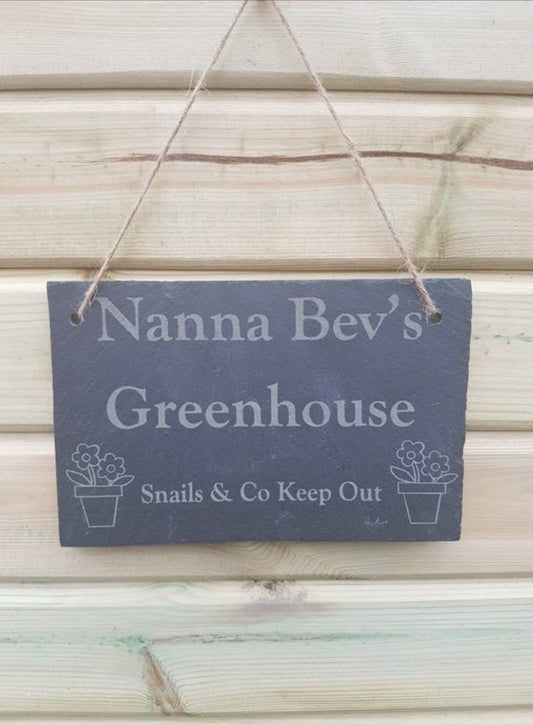 Nanna Bev's
Greenhouse
Snails & Co Keep Out